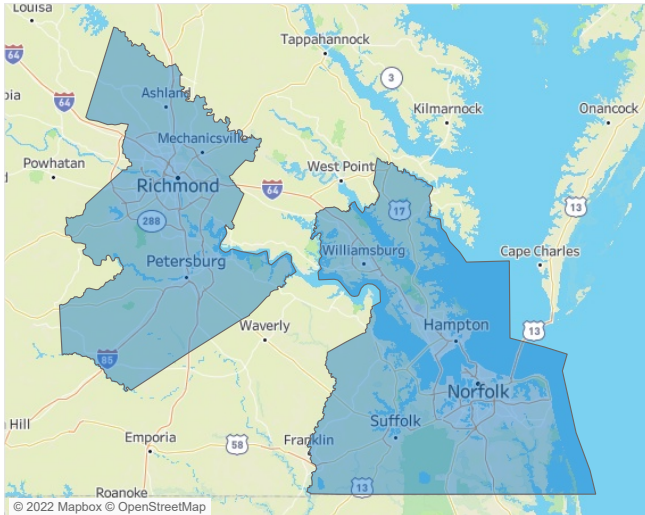 Louisa
Tappahannock
64
3
64
Ashland
bia
Kilmarnock
Onancock
Mechanicsville
Powhatan
West Point
Richmond
64
17
13
288
Williamsburg
Cape Charles
Petersburg
Waverly
Hampton
13
85
Norfolk
Suffolk
n Hill
Emporia
58
Franklin
13
Roanoke
© 2022 Mapbox © OpenStreetMap